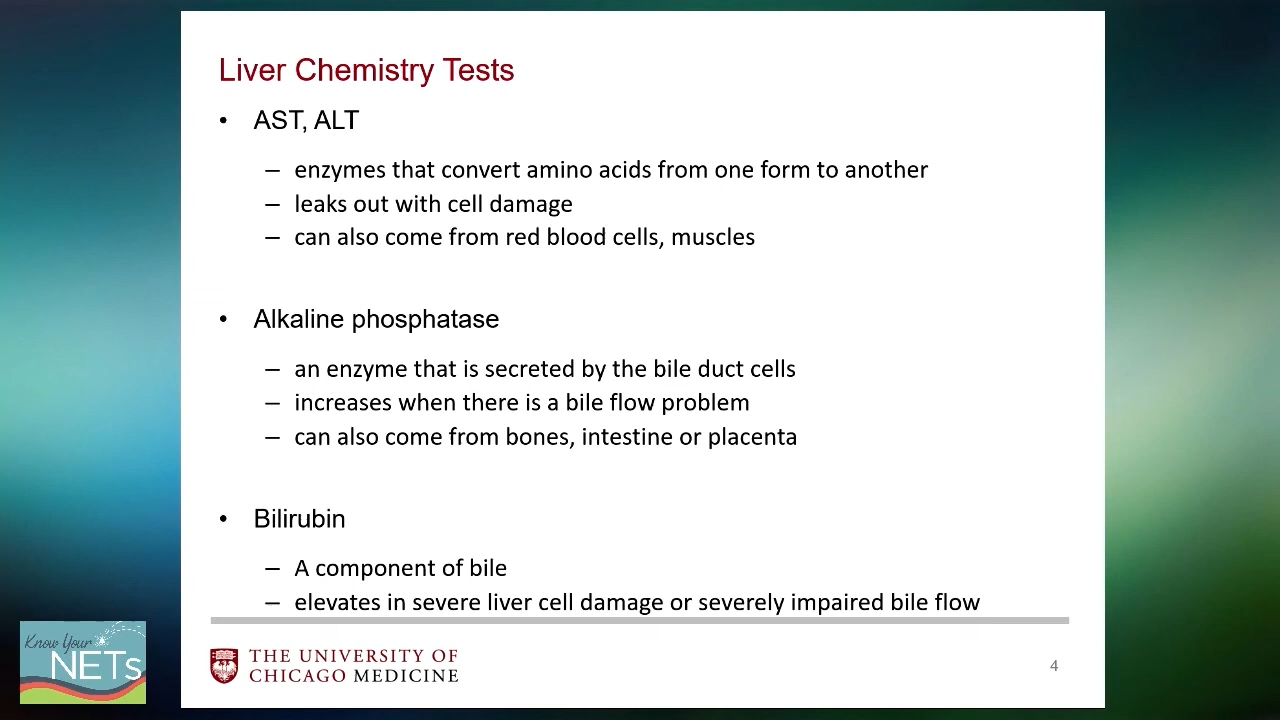 Liver Chemistry Tests
• AST, ALT
– enzymes that convert amino acids from one form to another
– leaks out with cell damage
– can also come from red blood cells, muscles
• Alkaline phosphatase
– an enzyme that is secreted by the bile duct cells
– increases when there is a bile flow problem
– can also come from bones, intestine or placenta
• Bilirubin
– A component of bile
– elevates in severe liver cell damage or severely impaired bile flow
Know Your
NETs
THE UNIVERSITY OF
CHICAGO MEDICINE
4